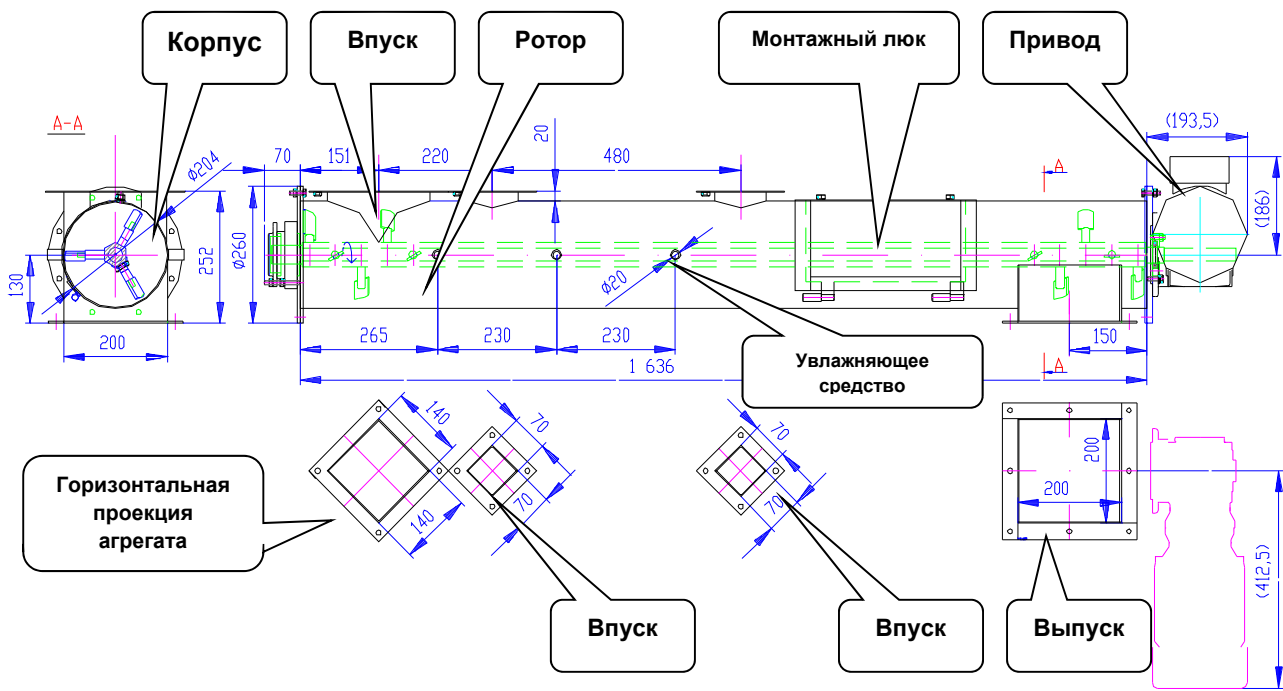 Корпус
Впуск
Ротор
Монтажный люк
Привод
A-A
Ø204
70
151
220
20
480
A
(193,5)
(186)
130
252
Ø260
Ø20
200
265
230
230
150
1 636
A
Увлажняющее
средство
140
140
70
70
70
70
200
200
(412,5)
Горизонтальная
проекция
агрегата
Впуск
Впуск
Выпуск